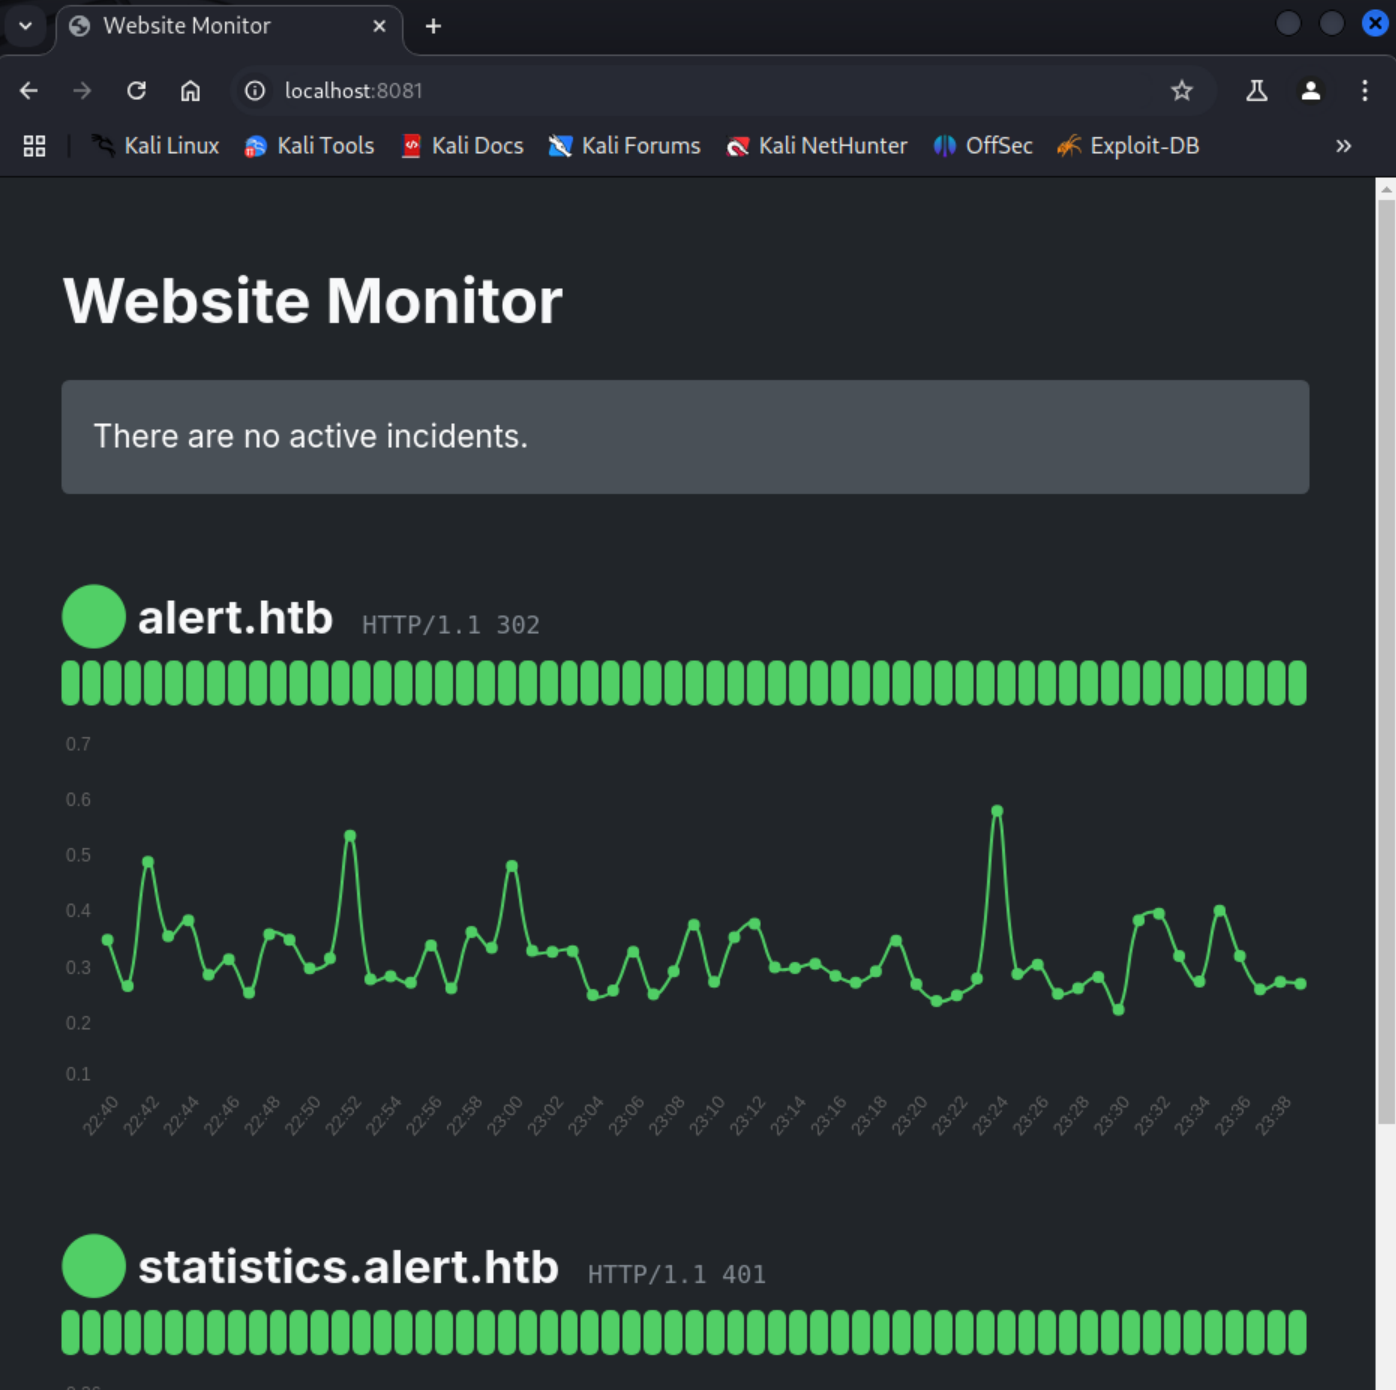 Website Monitor
localhost:8081
Kali Linux Kali Tools Kali Docs Kali Forums Kali NetHunter OffSec Exploit-DB
Website Monitor
There are no active incidents.
alert.htb HTTP/1.1 302
0.7
0.6
0.5
0.4
0.3
0.2
0.1
22:40 22:42 22:44 22:46 22:48 22:50 22:52 22:54 22:56 22:58 23:00 23:02 23:04 23:06 23:08 23:10 23:12 23:14 23:16 23:18 23:20 23:22 23:24 23:26 23:28 23:30 23:32 23:34 23:36 23:38
statistics.alert.htb HTTP/1.1 401